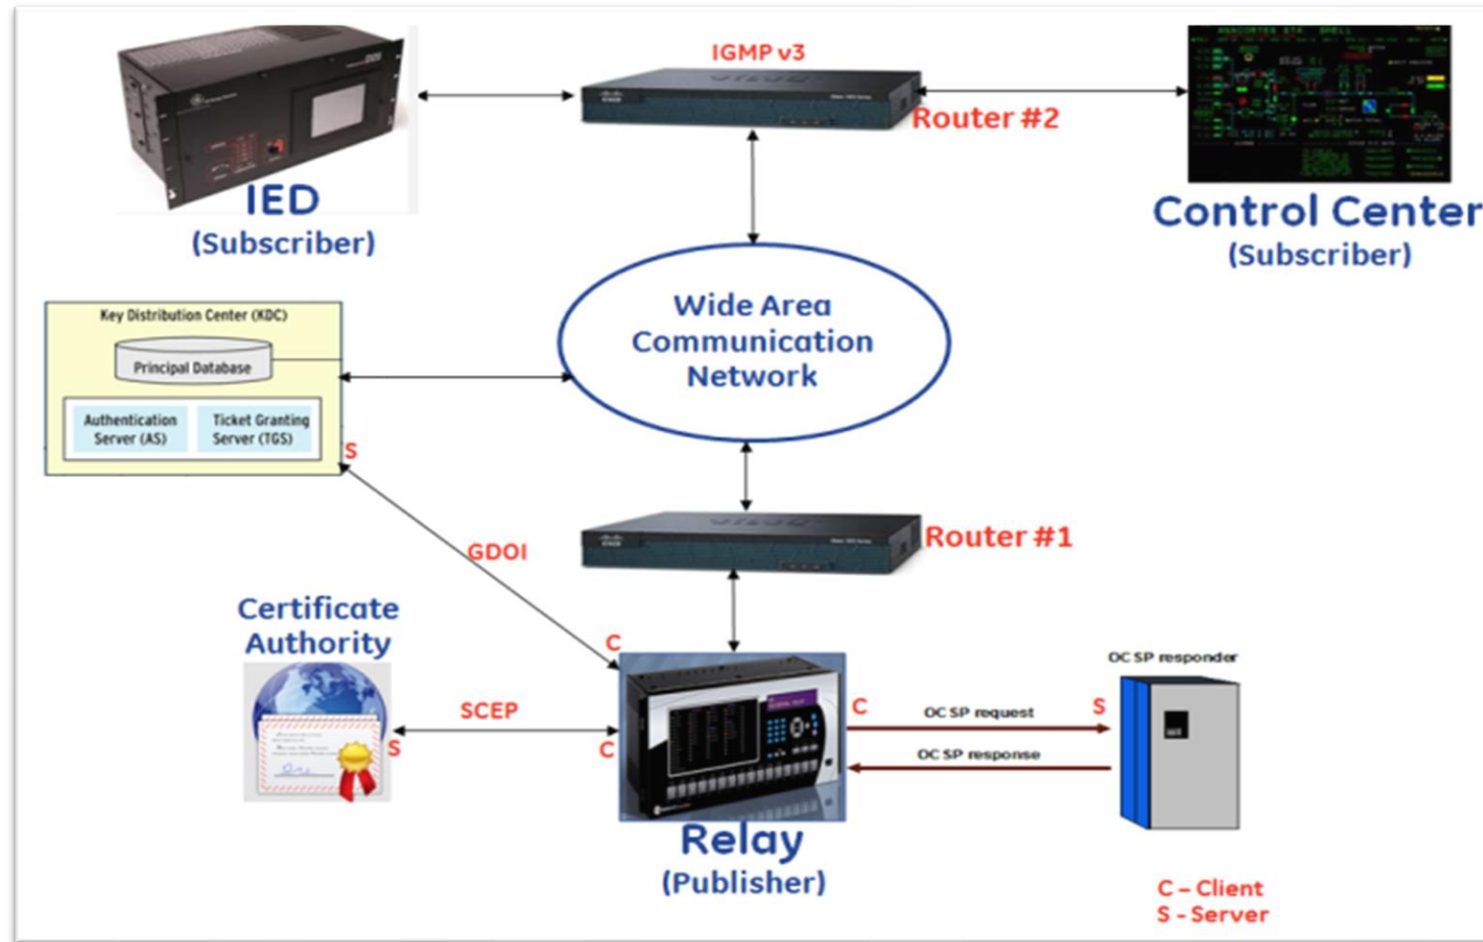 IGMP v3
Router #2
IED
(Subscriber)
Control Center
(Subscriber)
Key Distribution Center (KDC)
Principal Database
Authentication
Server (AS)
Ticket Granting
Server (TGS)
S
Wide Area
Communication
Network
Router #1
GDOI
Certificate
Authority
SCEP
S
C
C
C
S
OCSP responder
OCSP request
OCSP response
Relay
(Publisher)
C – Client
S - Server